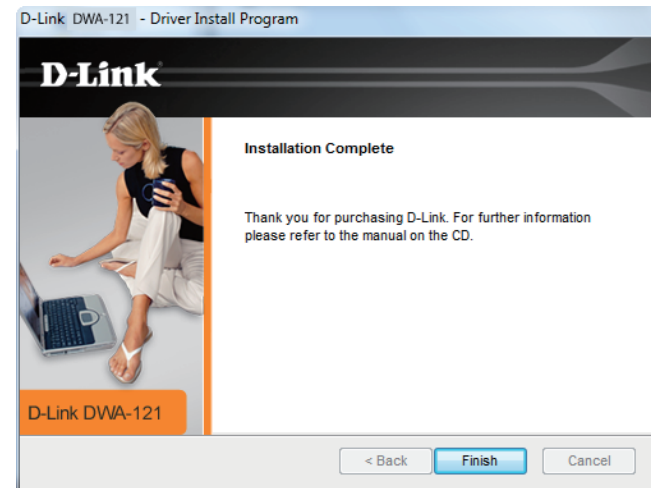 D-Link DWA-121 - Driver Install Program
D-Link
Installation Complete
Thank you for purchasing D-Link. For further information
please refer to the manual on the CD.
D-Link DWA-121
< Back
Finish
Cancel